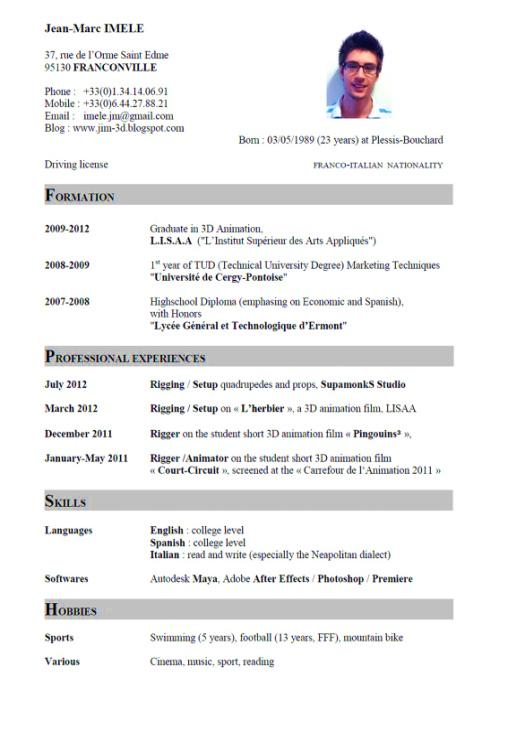 Jean-Marc IMELE
37, rue de l'Orme Saint Edme
95130 FRANCONVILLE
Phone : +33(0)1.34.14.06.91
Mobile : +33(0)6.44.27.88.21
Email : imele.jm@gmail.com
Blog : www.jim-3d.blogspot.com
Born : 03/05/1989 (23 years) at Plessis-Bouchard
Driving license FRANCO-ITALIAN NATIONALITY
FORMATION
2009-2012 Graduate in 3D Animation,
L.I.S.A.A ("L'Institut Supérieur des Arts Appliqués")
2008-2009 1st year of TUD (Technical University Degree) Marketing Techniques
"Université de Cergy-Pontoise"
2007-2008 Highschool Diploma (emphasing on Economic and Spanish),
with Honors
"Lycée Général et Technologique d'Ermont"
PROFESSIONAL EXPERIENCES
July 2012 Rigging / Setup quadrupedes and props, SupamonkS Studio
March 2012 Rigging / Setup on « L'herbier », a 3D animation film, LISAA
December 2011 Rigger on the student short 3D animation film « Pingouins³ »,
January-May 2011 Rigger /Animator on the student short 3D animation film
« Court-Circuit », screened at the « Carrefour de l'Animation 2011 »
SKILLS
Languages English : college level
Spanish : college level
Italian : read and write (especially the Neapolitan dialect)
Softwares Autodesk Maya, Adobe After Effects / Photoshop / Premiere
HOBBIES
Sports Swimming (5 years), football (13 years, FFF), mountain bike
Various Cinema, music, sport, reading